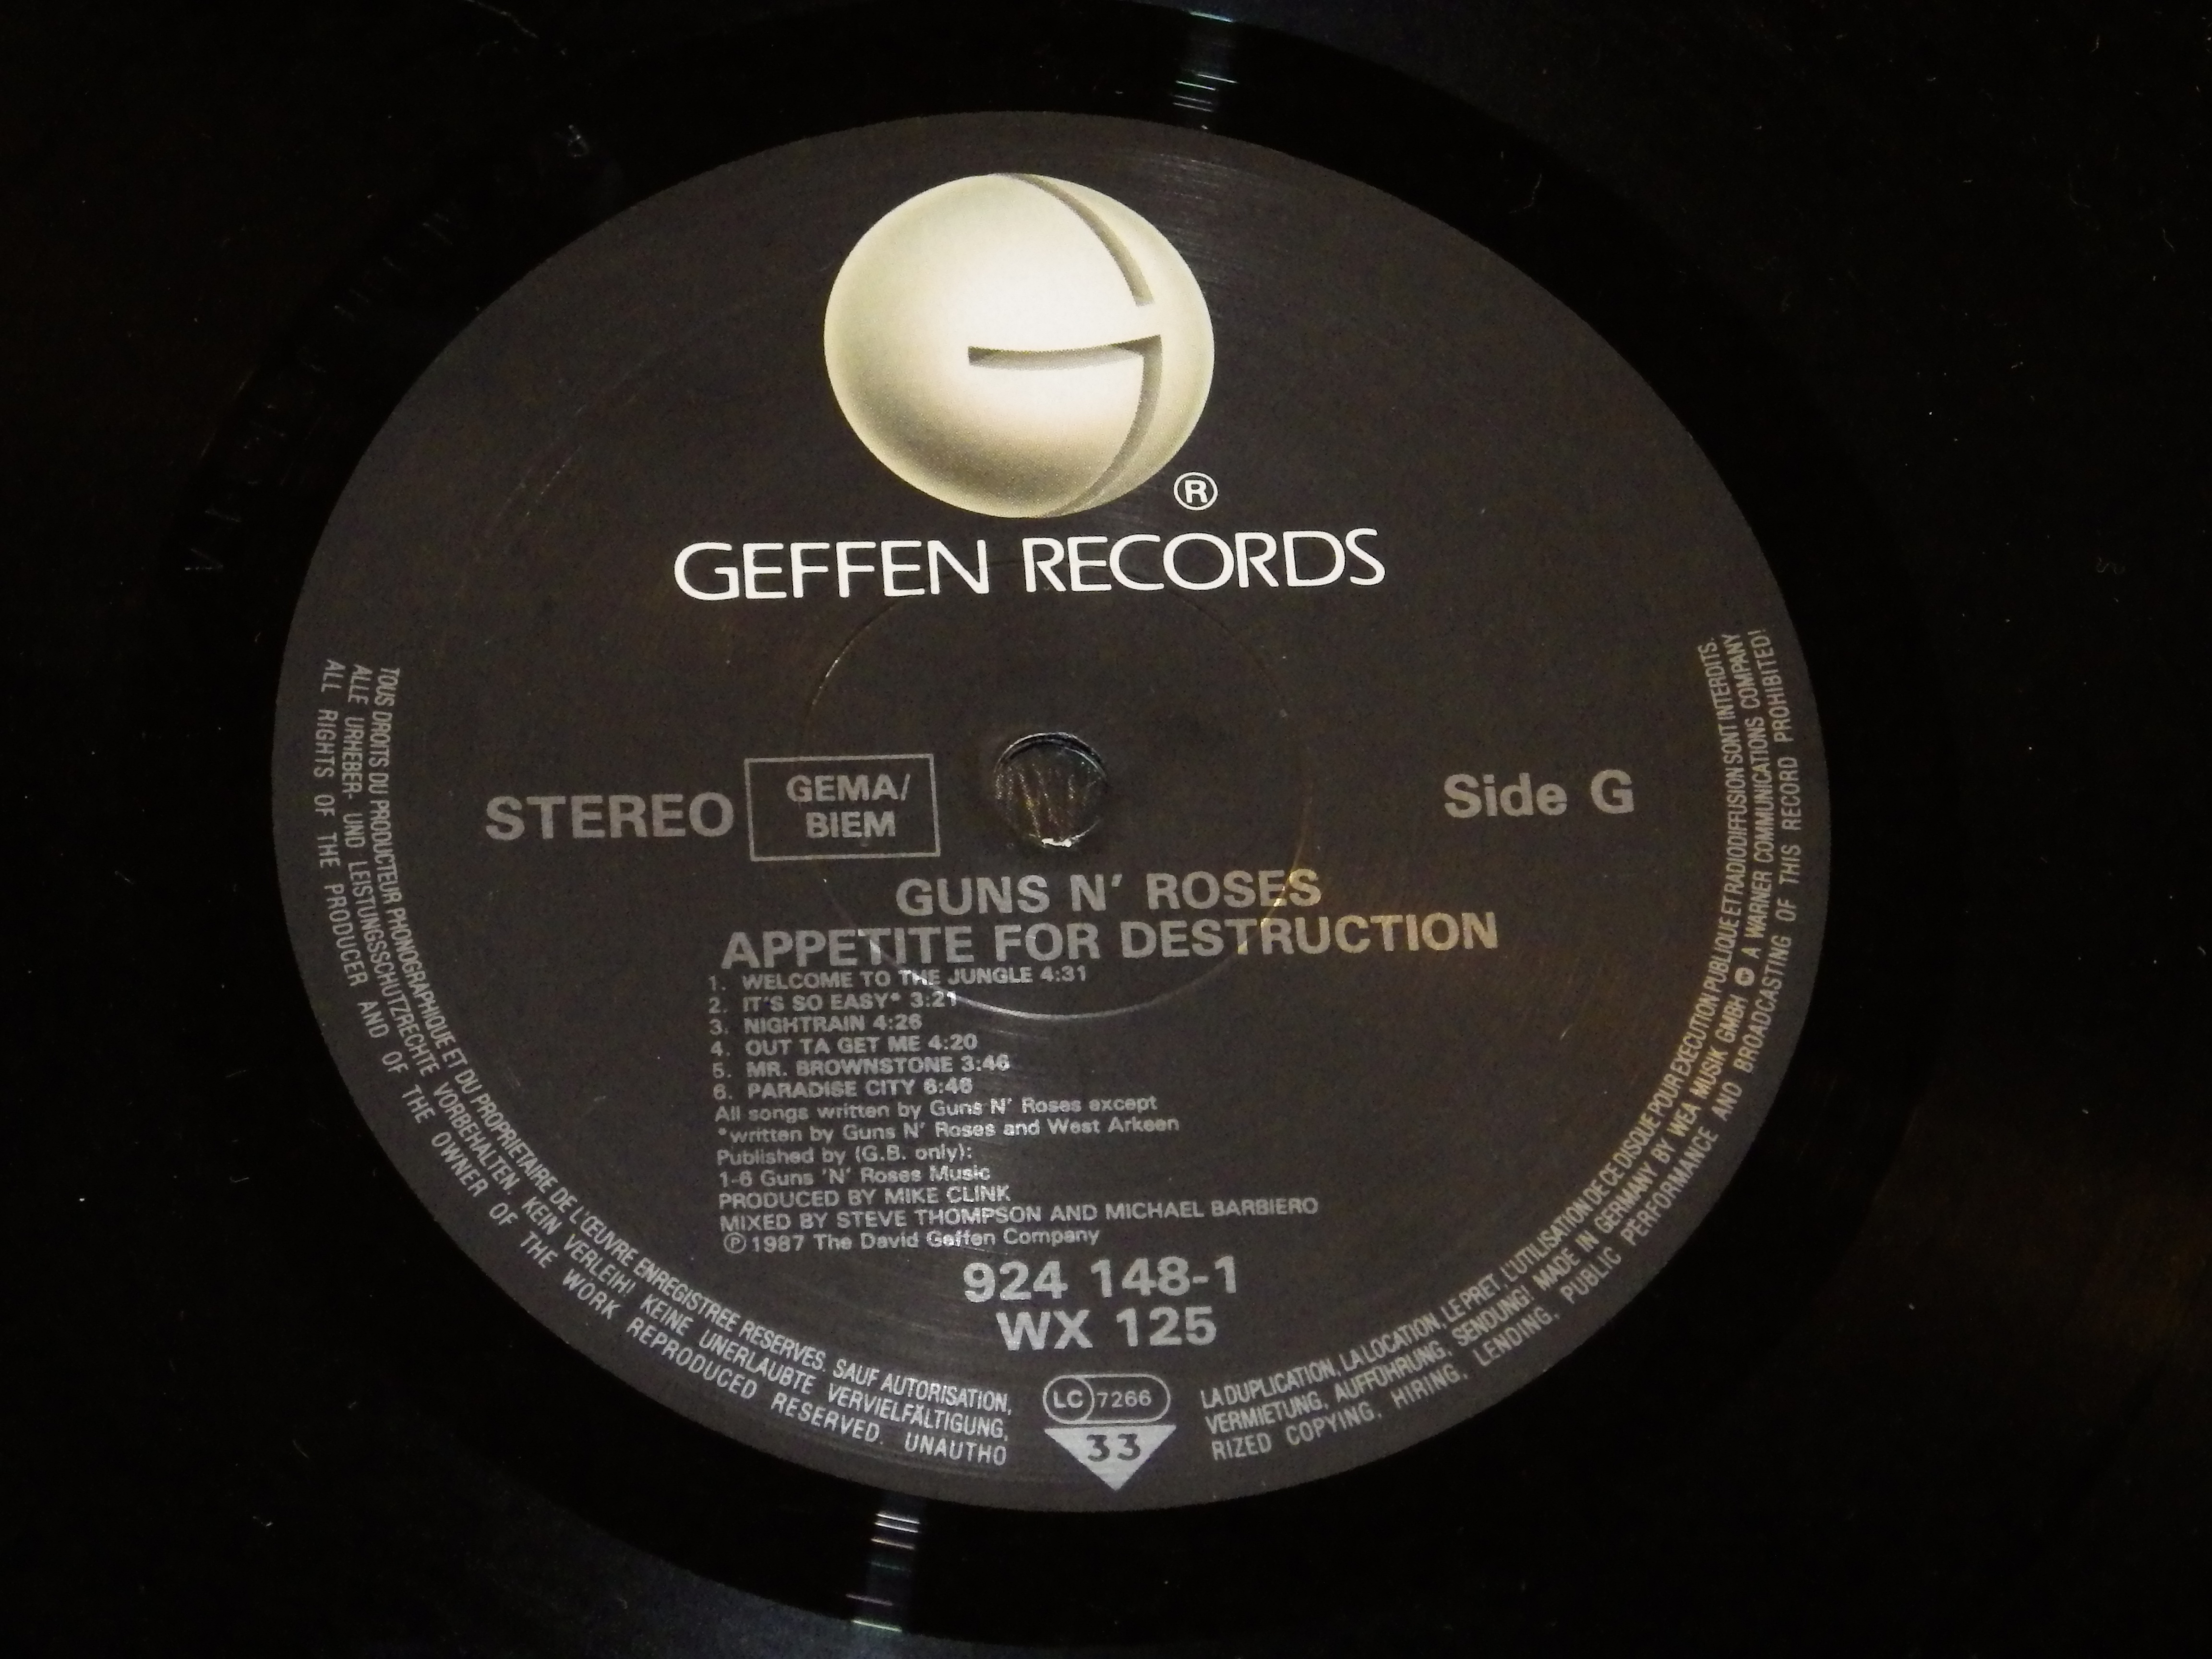 ®
GEFFEN RECORDS
STEREO
GEMA/
BIEM
Side G
GUNS N' ROSES
APPETITE FOR DESTRUCTION
1. WELCOME TO THE JUNGLE 4:31
2. IT'S SO EASY* 3:21
3. NIGHTRAIN 4:26
4. OUT TA GET ME 4:20
5. MR. BROWNSTONE 3:46
6. PARADISE CITY 6:46
All songs written by Guns N' Roses except
*written by Guns N' Roses and West Arkeen
Published by (G.B. only):
1-6 Guns 'N' Roses Music
PRODUCED BY MIKE CLINK
MIXED BY STEVE THOMPSON AND MICHAEL BARBIERO
℗ 1987 The David Geffen Company
924 148-1
WX 125
LC 7266
33
TOUS DROITS DU PRODUCTEUR PHONOGRAPHIQUE ET DU PROPRIETAIRE DE L'ŒUVRE ENREGISTREE RESERVES. SAUF AUTORISATION, LA DUPLICATION, LA LOCATION, LE PRET, L'UTILISATION DE CE DISQUE POUR EXECUTION PUBLIQUE ET RADIODIFFUSION SONT INTERDITS.
ALLE URHEBER- UND LEISTUNGSSCHUTZRECHTE VORBEHALTEN. KEIN VERLEIH! KEINE UNERLAUBTE VERVIELFÄLTIGUNG, VERMIETUNG, AUFFÜHRUNG, SENDUNG! MADE IN GERMANY BY WEA MUSIK GMBH A WARNER COMMUNICATIONS COMPANY
ALL RIGHTS OF THE PRODUCER AND OF THE OWNER OF THE WORK REPRODUCED RESERVED. UNAUTHORIZED COPYING, HIRING, LENDING, PUBLIC PERFORMANCE AND BROADCASTING OF THIS RECORD PROHIBITED!